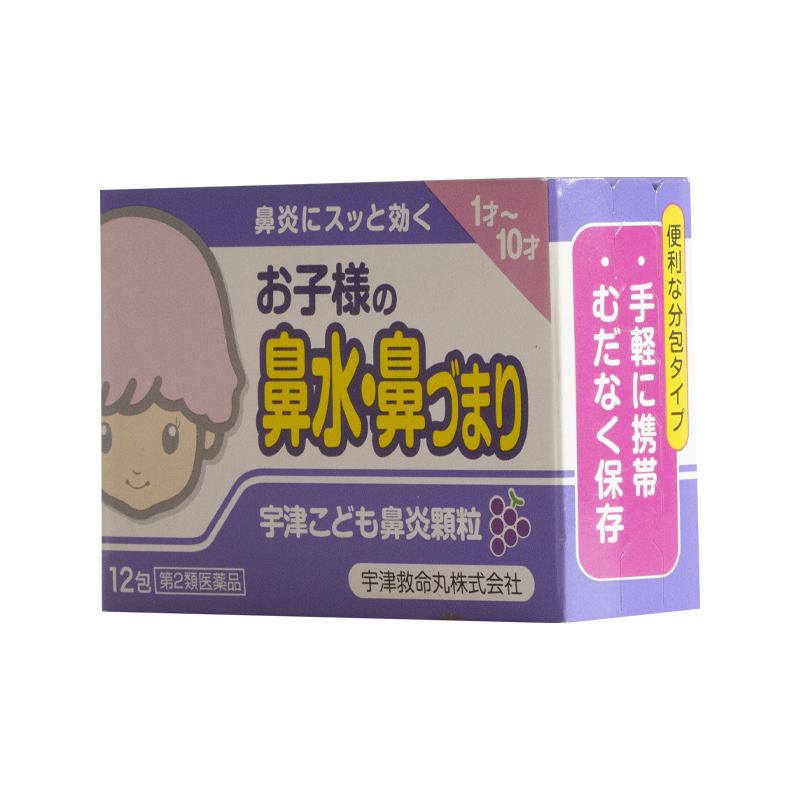 鼻炎にスッと効く
1才〜
10才
お子様の
鼻水・鼻づまり
宇津こども鼻炎顆粒
12包
第2類医薬品
宇津救命丸株式会社
便利な分包タイプ
・手軽に携帯
・むだなく保存